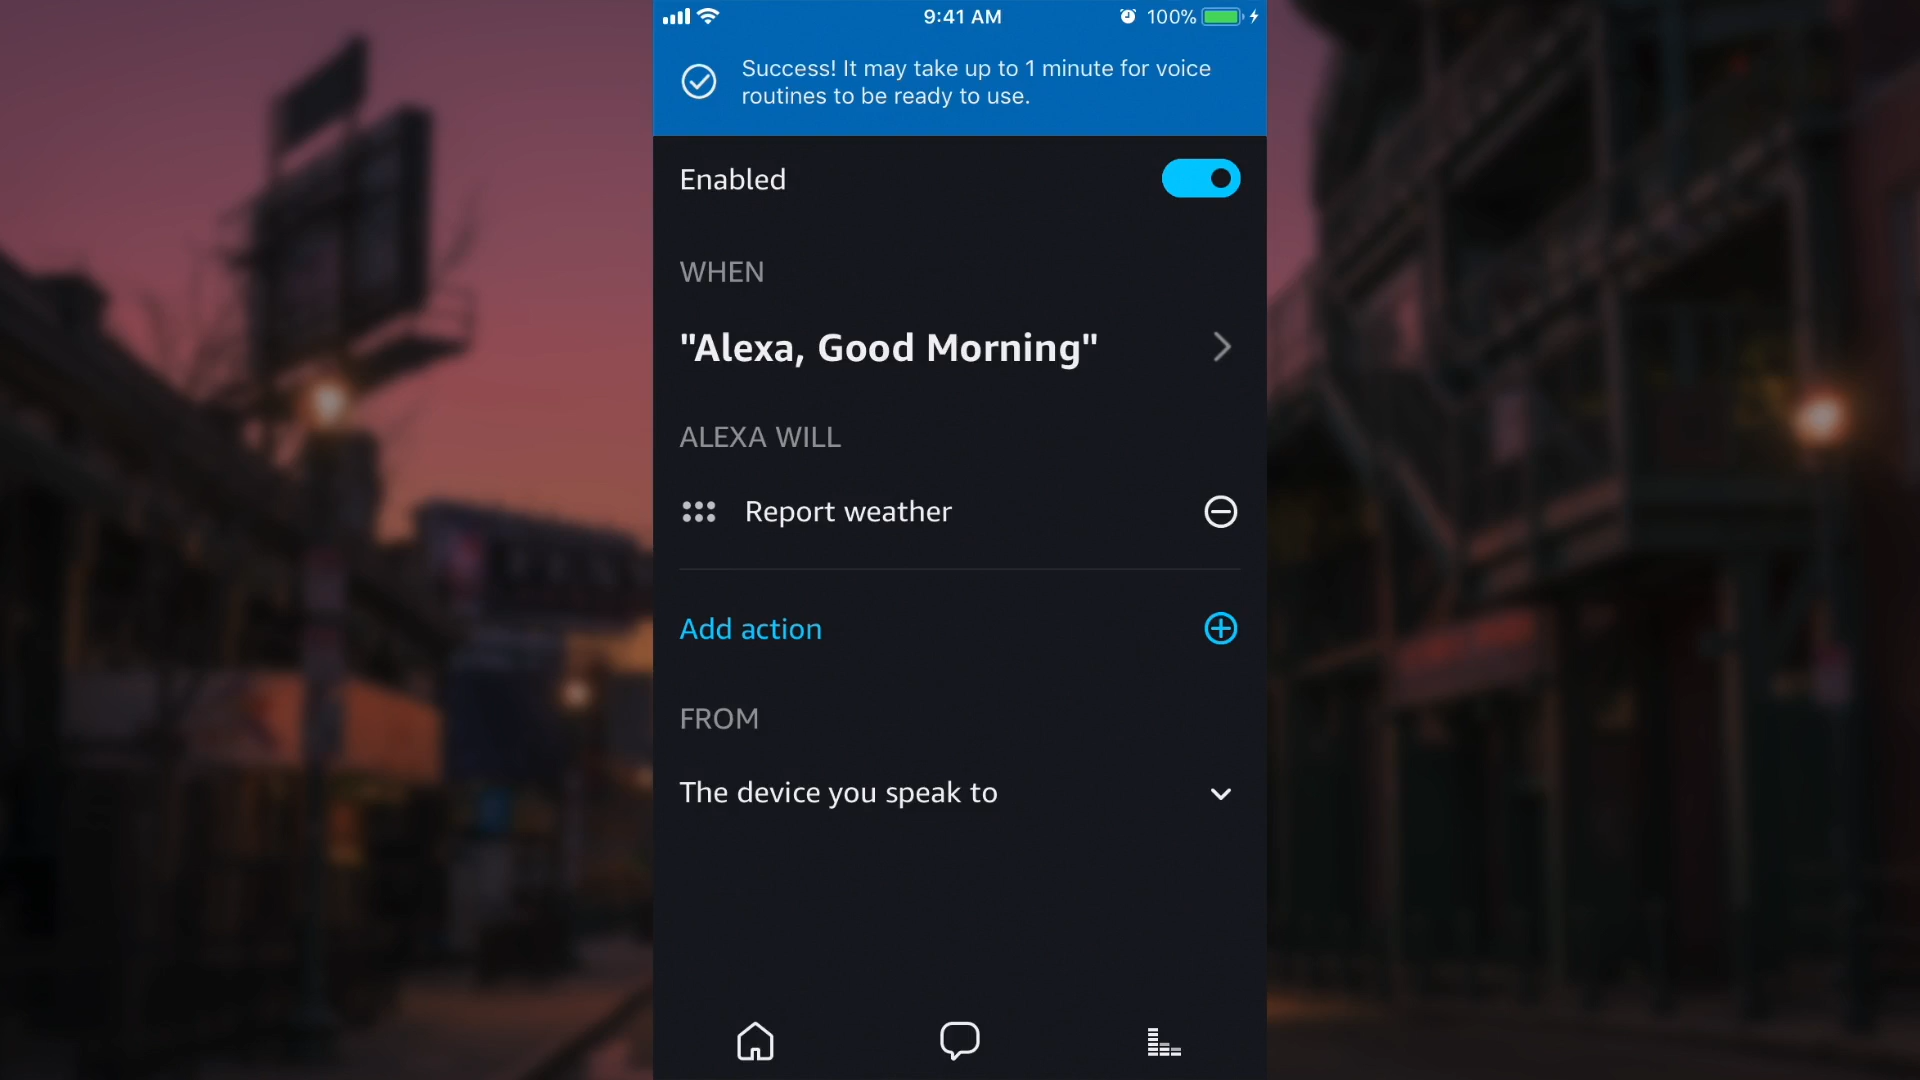 9:41 AM
100%
Success! It may take up to 1 minute for voice
routines to be ready to use.
Enabled
WHEN
"Alexa, Good Morning"
ALEXA WILL
Report weather
Add action
FROM
The device you speak to